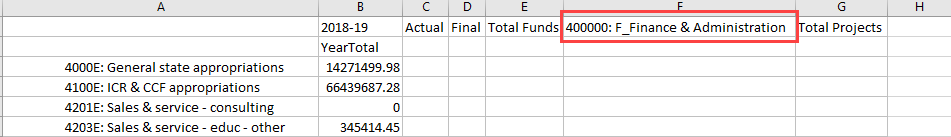 A B C D E F G H
2018-19 Actual Final Total Funds 400000: F_Finance & Administration Total Projects
YearTotal
4000E: General state appropriations 14271499.98
4100E: ICR & CCF appropriations 66439687.28
4201E: Sales & service - consulting 0
4203E: Sales & service - educ - other 345414.45